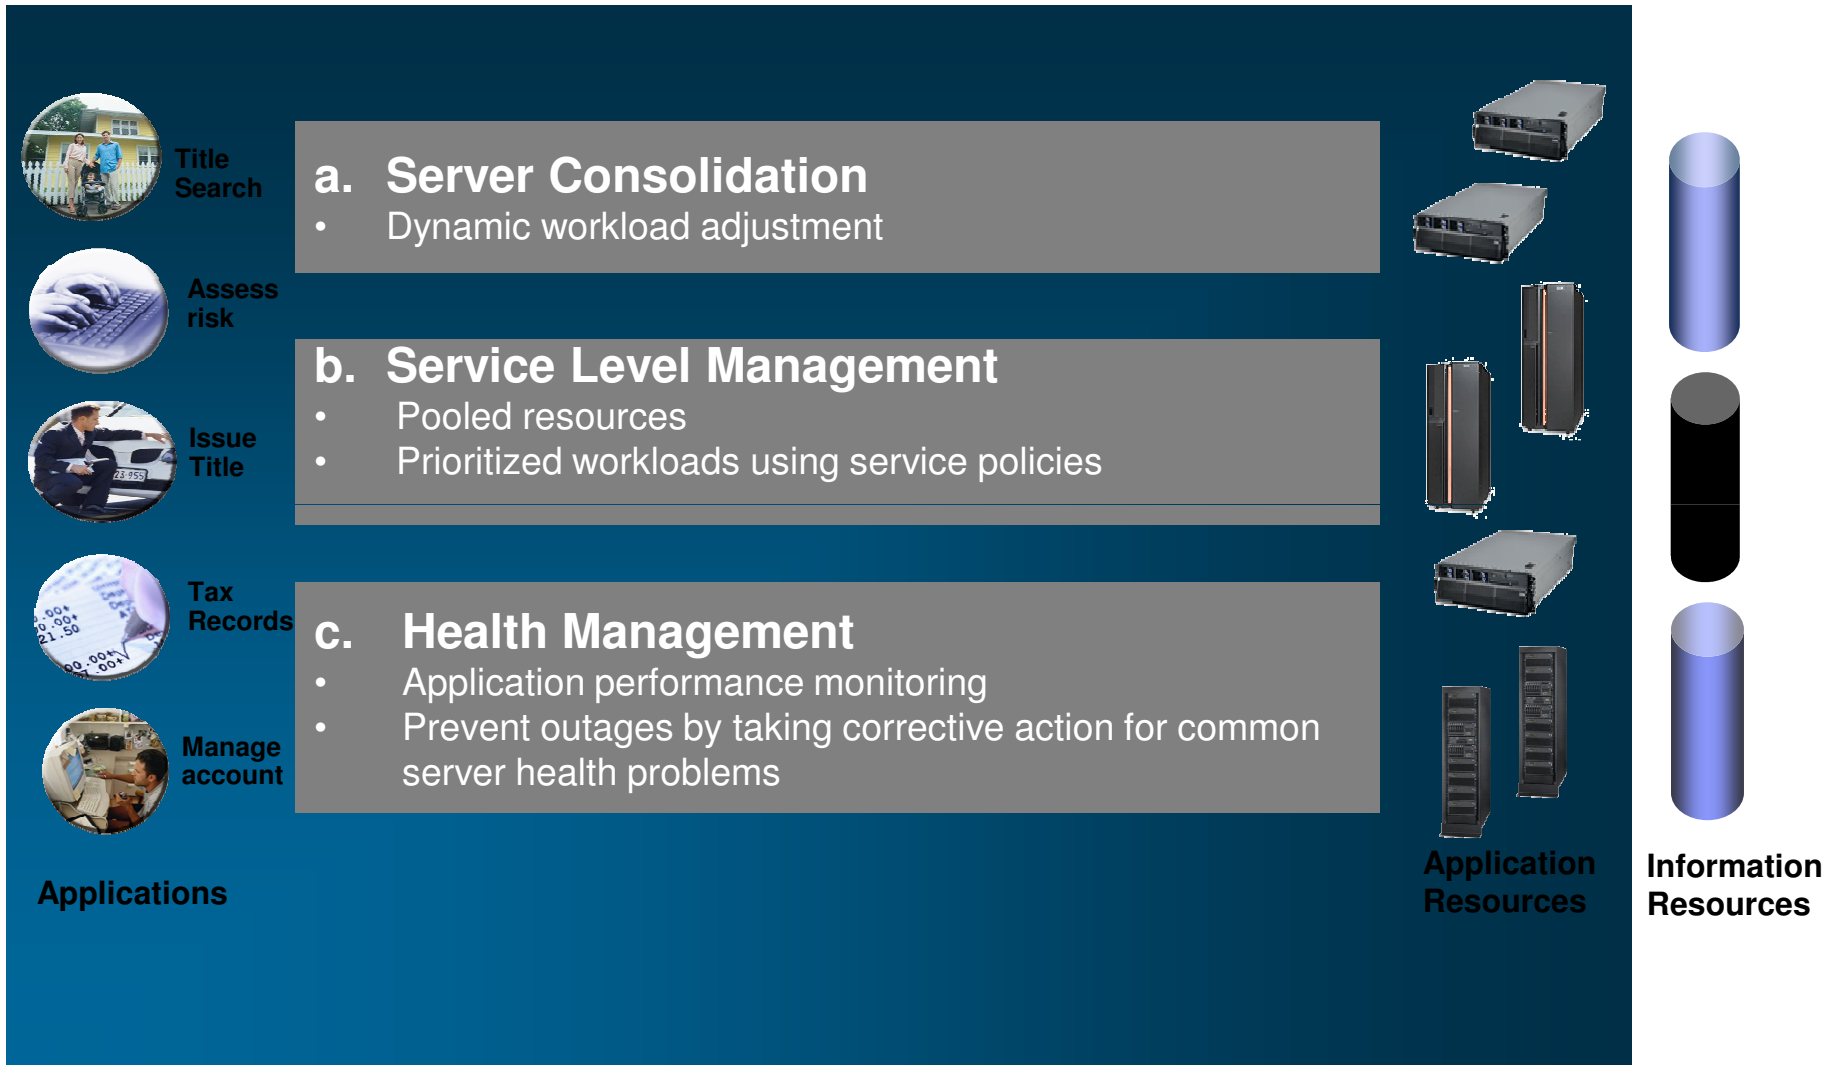 Title
Search
Assess
risk
Issue
Title
Tax
Records
Manage
account
Applications
a. Server Consolidation
• Dynamic workload adjustment
b. Service Level Management
• Pooled resources
• Prioritized workloads using service policies
c. Health Management
• Application performance monitoring
• Prevent outages by taking corrective action for common
server health problems
Application
Resources
Information
Resources